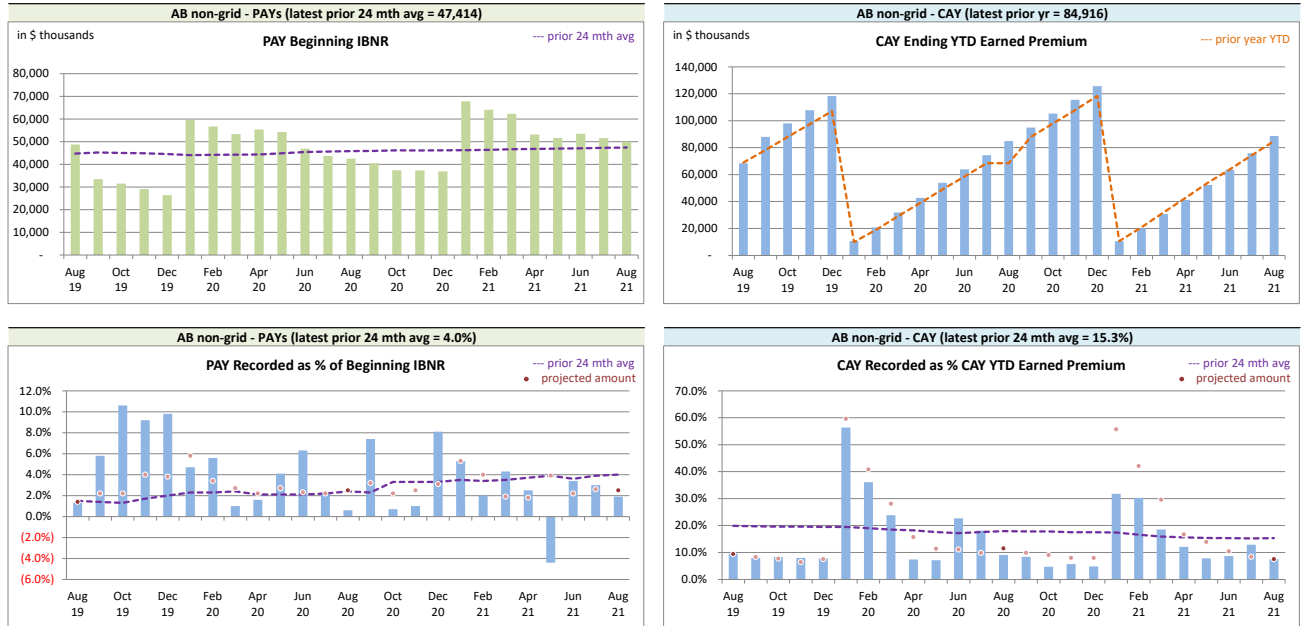 AB non-grid - PAYs (latest prior 24 mth avg = 47,414)
in $ thousands
PAY Beginning IBNR
--- prior 24 mth avg
80,000
70,000
60,000
50,000
40,000
30,000
20,000
10,000
-
Aug Oct Dec Feb Apr Jun Aug Oct Dec Feb Apr Jun Aug
19 19 19 20 20 20 20 20 20 21 21 21 21
AB non-grid - CAY (latest prior yr = 84,916)
in $ thousands
CAY Ending YTD Earned Premium
--- prior year YTD
140,000
120,000
100,000
80,000
60,000
40,000
20,000
-
Aug Oct Dec Feb Apr Jun Aug Oct Dec Feb Apr Jun Aug
19 19 19 20 20 20 20 20 20 21 21 21 21
AB non-grid - PAYs (latest prior 24 mth avg = 4.0%)
PAY Recorded as % of Beginning IBNR
--- prior 24 mth avg
projected amount
12.0%
10.0%
8.0%
6.0%
4.0%
2.0%
0.0%
(2.0%)
(4.0%)
(6.0%)
Aug Oct Dec Feb Apr Jun Aug Oct Dec Feb Apr Jun Aug
19 19 19 20 20 20 20 20 20 21 21 21 21
AB non-grid - CAY (latest prior 24 mth avg = 15.3%)
CAY Recorded as % CAY YTD Earned Premium
--- prior 24 mth avg
projected amount
70.0%
60.0%
50.0%
40.0%
30.0%
20.0%
10.0%
0.0%
Aug Oct Dec Feb Apr Jun Aug Oct Dec Feb Apr Jun Aug
19 19 19 20 20 20 20 20 20 21 21 21 21